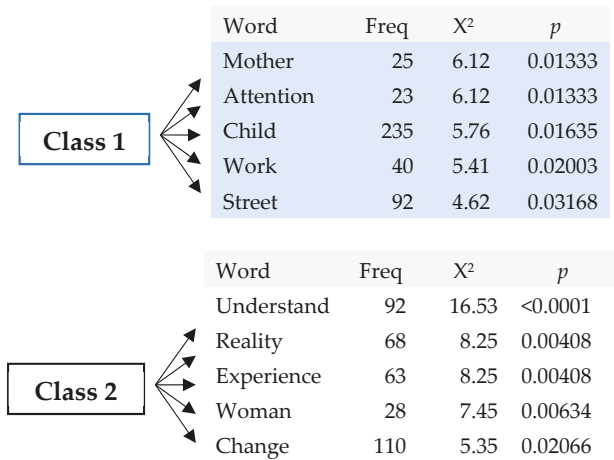 Word Freq X² p
Mother 25 6.12 0.01333
Attention 23 6.12 0.01333
Class 1
Child 235 5.76 0.01635
Work 40 5.41 0.02003
Street 92 4.62 0.03168
Word Freq X² p
Understand 92 16.53 <0.0001
Reality 68 8.25 0.00408
Experience 63 8.25 0.00408
Class 2
Woman 28 7.45 0.00634
Change 110 5.35 0.02066